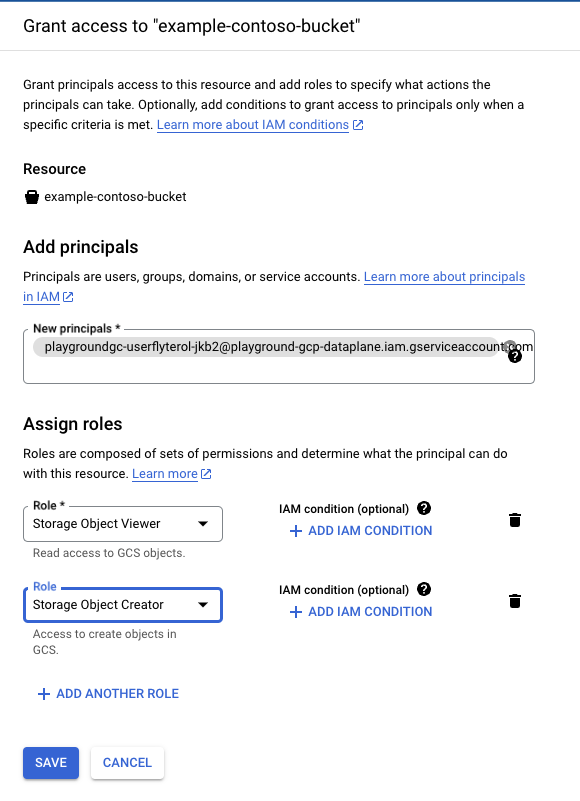 Grant access to "example-contoso-bucket"
Grant principals access to this resource and add roles to specify what actions the
principals can take. Optionally, add conditions to grant access to principals only when a
specific criteria is met. Learn more about IAM conditions
Resource
example-contoso-bucket
Add principals
Principals are users, groups, domains, or service accounts. Learn more about principals
in IAM
New principals *
playgroundgc-userflyterol-jkb2@playground-gcp-dataplane.iam.gserviceaccount.com
Assign roles
Roles are composed of sets of permissions and determine what the principal can do
with this resource. Learn more
Role *
IAM condition (optional)
Storage Object Viewer
ADD IAM CONDITION
Read access to GCS objects.
Role
IAM condition (optional)
Storage Object Creator
ADD IAM CONDITION
Access to create objects in
GCS.
ADD ANOTHER ROLE
SAVE CANCEL